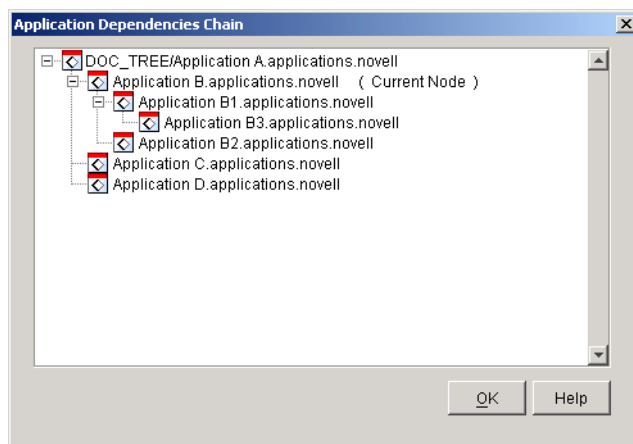 Application Dependencies Chain
DOC_TREE/Application A.applications.novell
Application B.applications.novell ( Current Node )
Application B1.applications.novell
Application B3.applications.novell
Application B2.applications.novell
Application C.applications.novell
Application D.applications.novell
OK Help